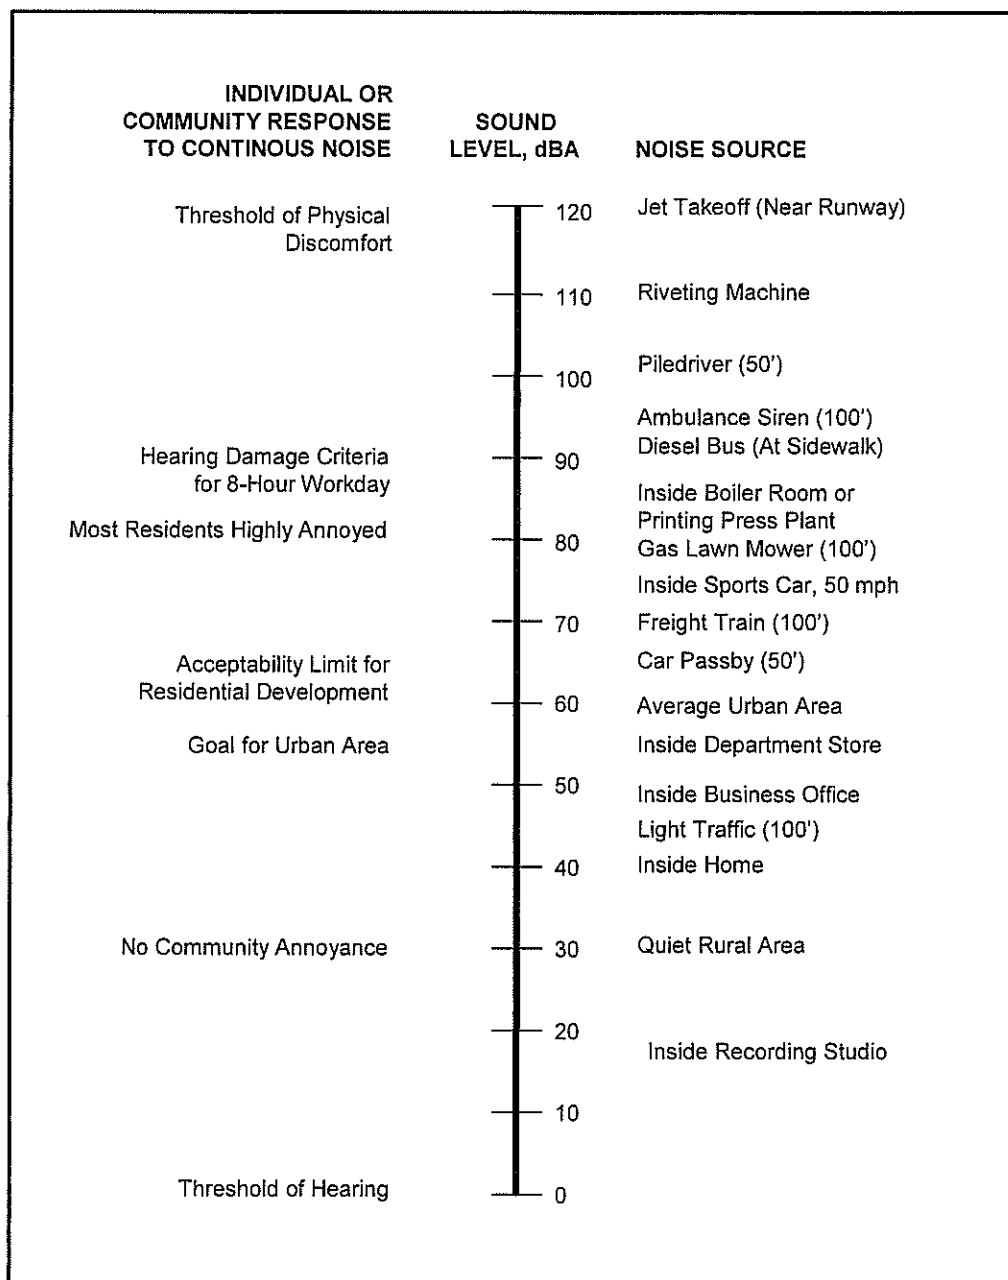 INDIVIDUAL OR
COMMUNITY RESPONSE
TO CONTINOUS NOISE
SOUND
LEVEL, dBA
NOISE SOURCE
Threshold of Physical
Discomfort
120
Jet Takeoff (Near Runway)
110
Riveting Machine
Piledriver (50')
100
Ambulance Siren (100')
Diesel Bus (At Sidewalk)
Hearing Damage Criteria
for 8-Hour Workday
90
Inside Boiler Room or
Printing Press Plant
Most Residents Highly Annoyed
80
Gas Lawn Mower (100')
Inside Sports Car, 50 mph
70
Freight Train (100')
Acceptability Limit for
Residential Development
Car Passby (50')
60
Average Urban Area
Goal for Urban Area
Inside Department Store
50
Inside Business Office
Light Traffic (100')
40
Inside Home
No Community Annoyance
30
Quiet Rural Area
20
Inside Recording Studio
10
Threshold of Hearing
0